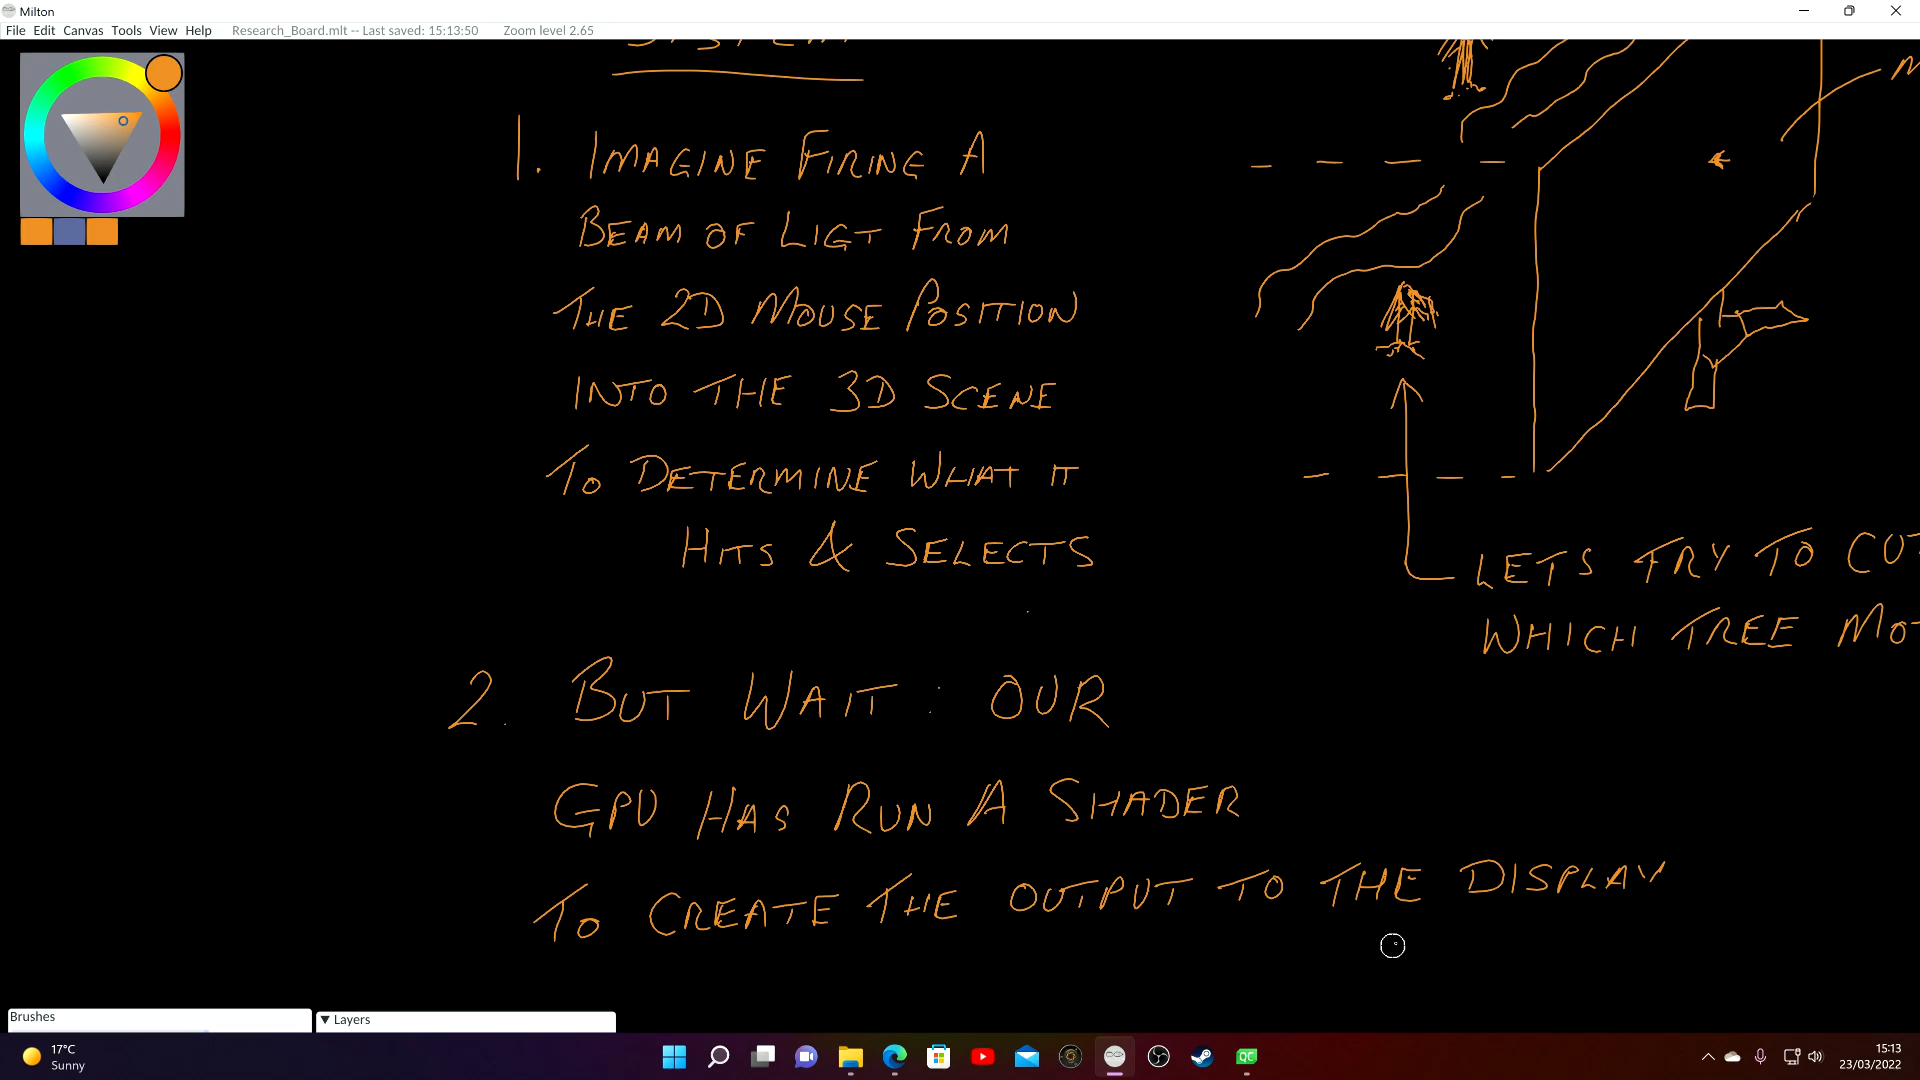 Milton
File Edit Canvas Tools View Help Research_Board.mlt -- Last saved: 15:13:50 Zoom level 2.65
1. IMAGINE FIRING A
BEAM OF LIGT FROM
THE 2D MOUSE POSITION
INTO THE 3D SCENE
TO DETERMINE WHAT IT
HITS & SELECTS
LETS TRY TO CUT
WHICH TREE
2. BUT WAIT : OUR
GPU HAS RUN A SHADER
TO CREATE THE OUTPUT TO THE DISPLAY
Brushes
▼ Layers
17°C
Sunny
QC
15:13
23/03/2022